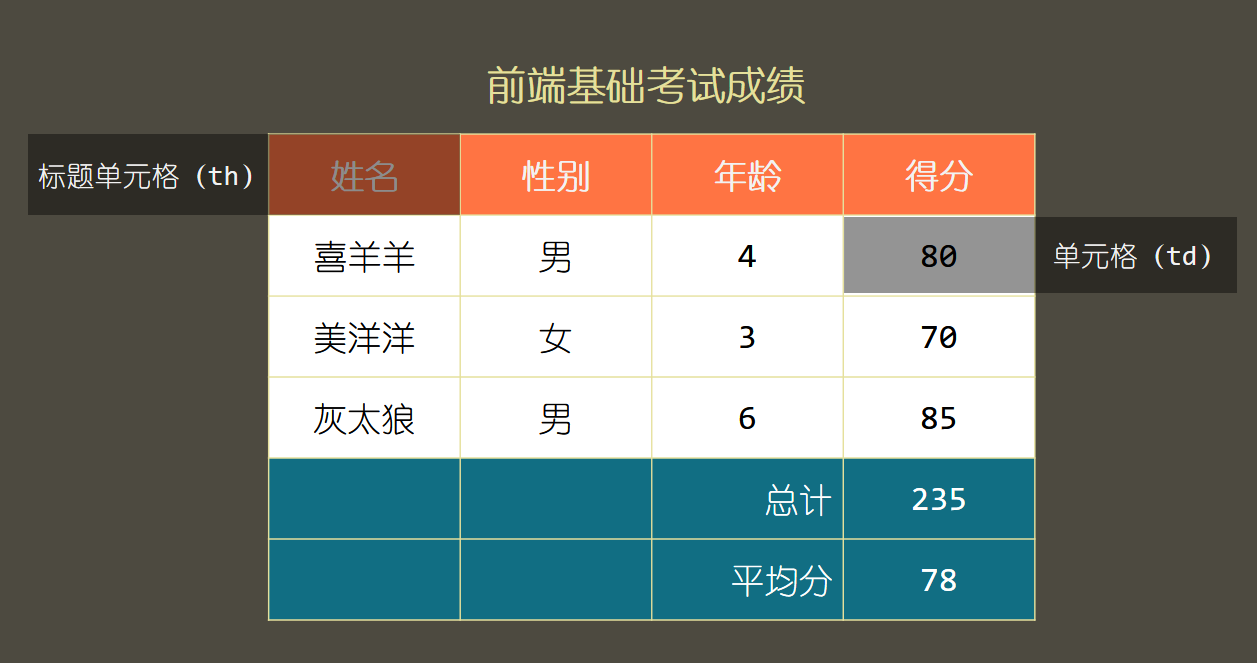 前端基础考试成绩
标题单元格 (th) 姓名 性别 年龄 得分
喜羊羊 男 4 80 单元格 (td)
美洋洋 女 3 70
灰太狼 男 6 85
总计 235
平均分 78